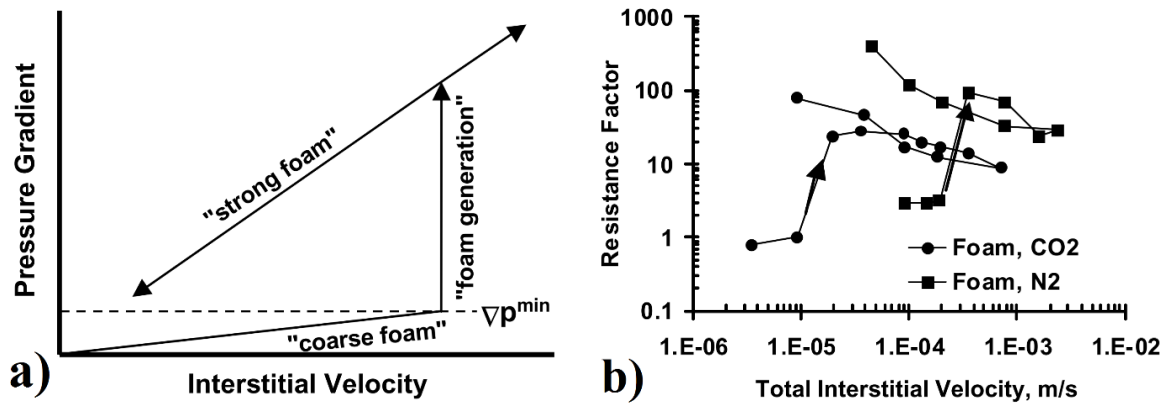 Pressure Gradient
"strong foam"
"foam generation"
∇p^min
"coarse foam"
Interstitial Velocity
a)
Resistance Factor
1000
100
10
1
0.1
Foam, CO2
Foam, N2
1.E-06 1.E-05 1.E-04 1.E-03 1.E-02
Total Interstitial Velocity, m/s
b)